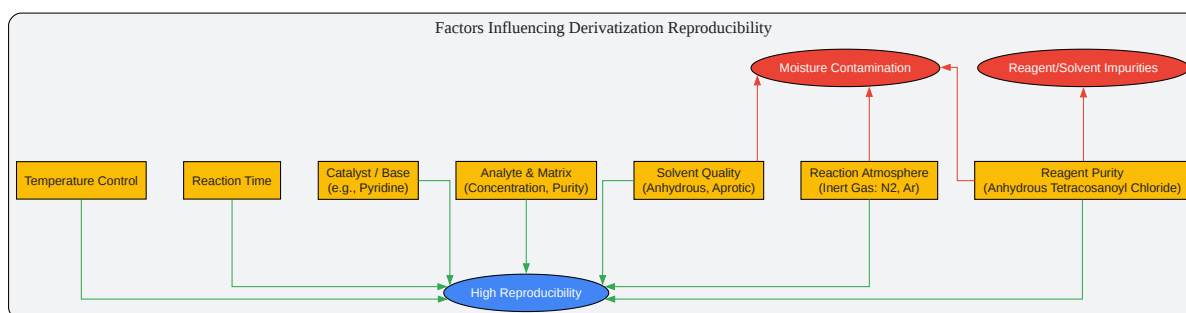 Factors Influencing Derivatization Reproducibility
Moisture Contamination
Reagent/Solvent Impurities
Temperature Control
Reaction Time
Catalyst / Base
(e.g., Pyridine)
Analyte & Matrix
(Concentration, Purity)
Solvent Quality
(Anhydrous, Aprotic)
Reaction Atmosphere
(Inert Gas: N2, Ar)
Reagent Purity
(Anhydrous Tetracosanoyl Chloride)
High Reproducibility